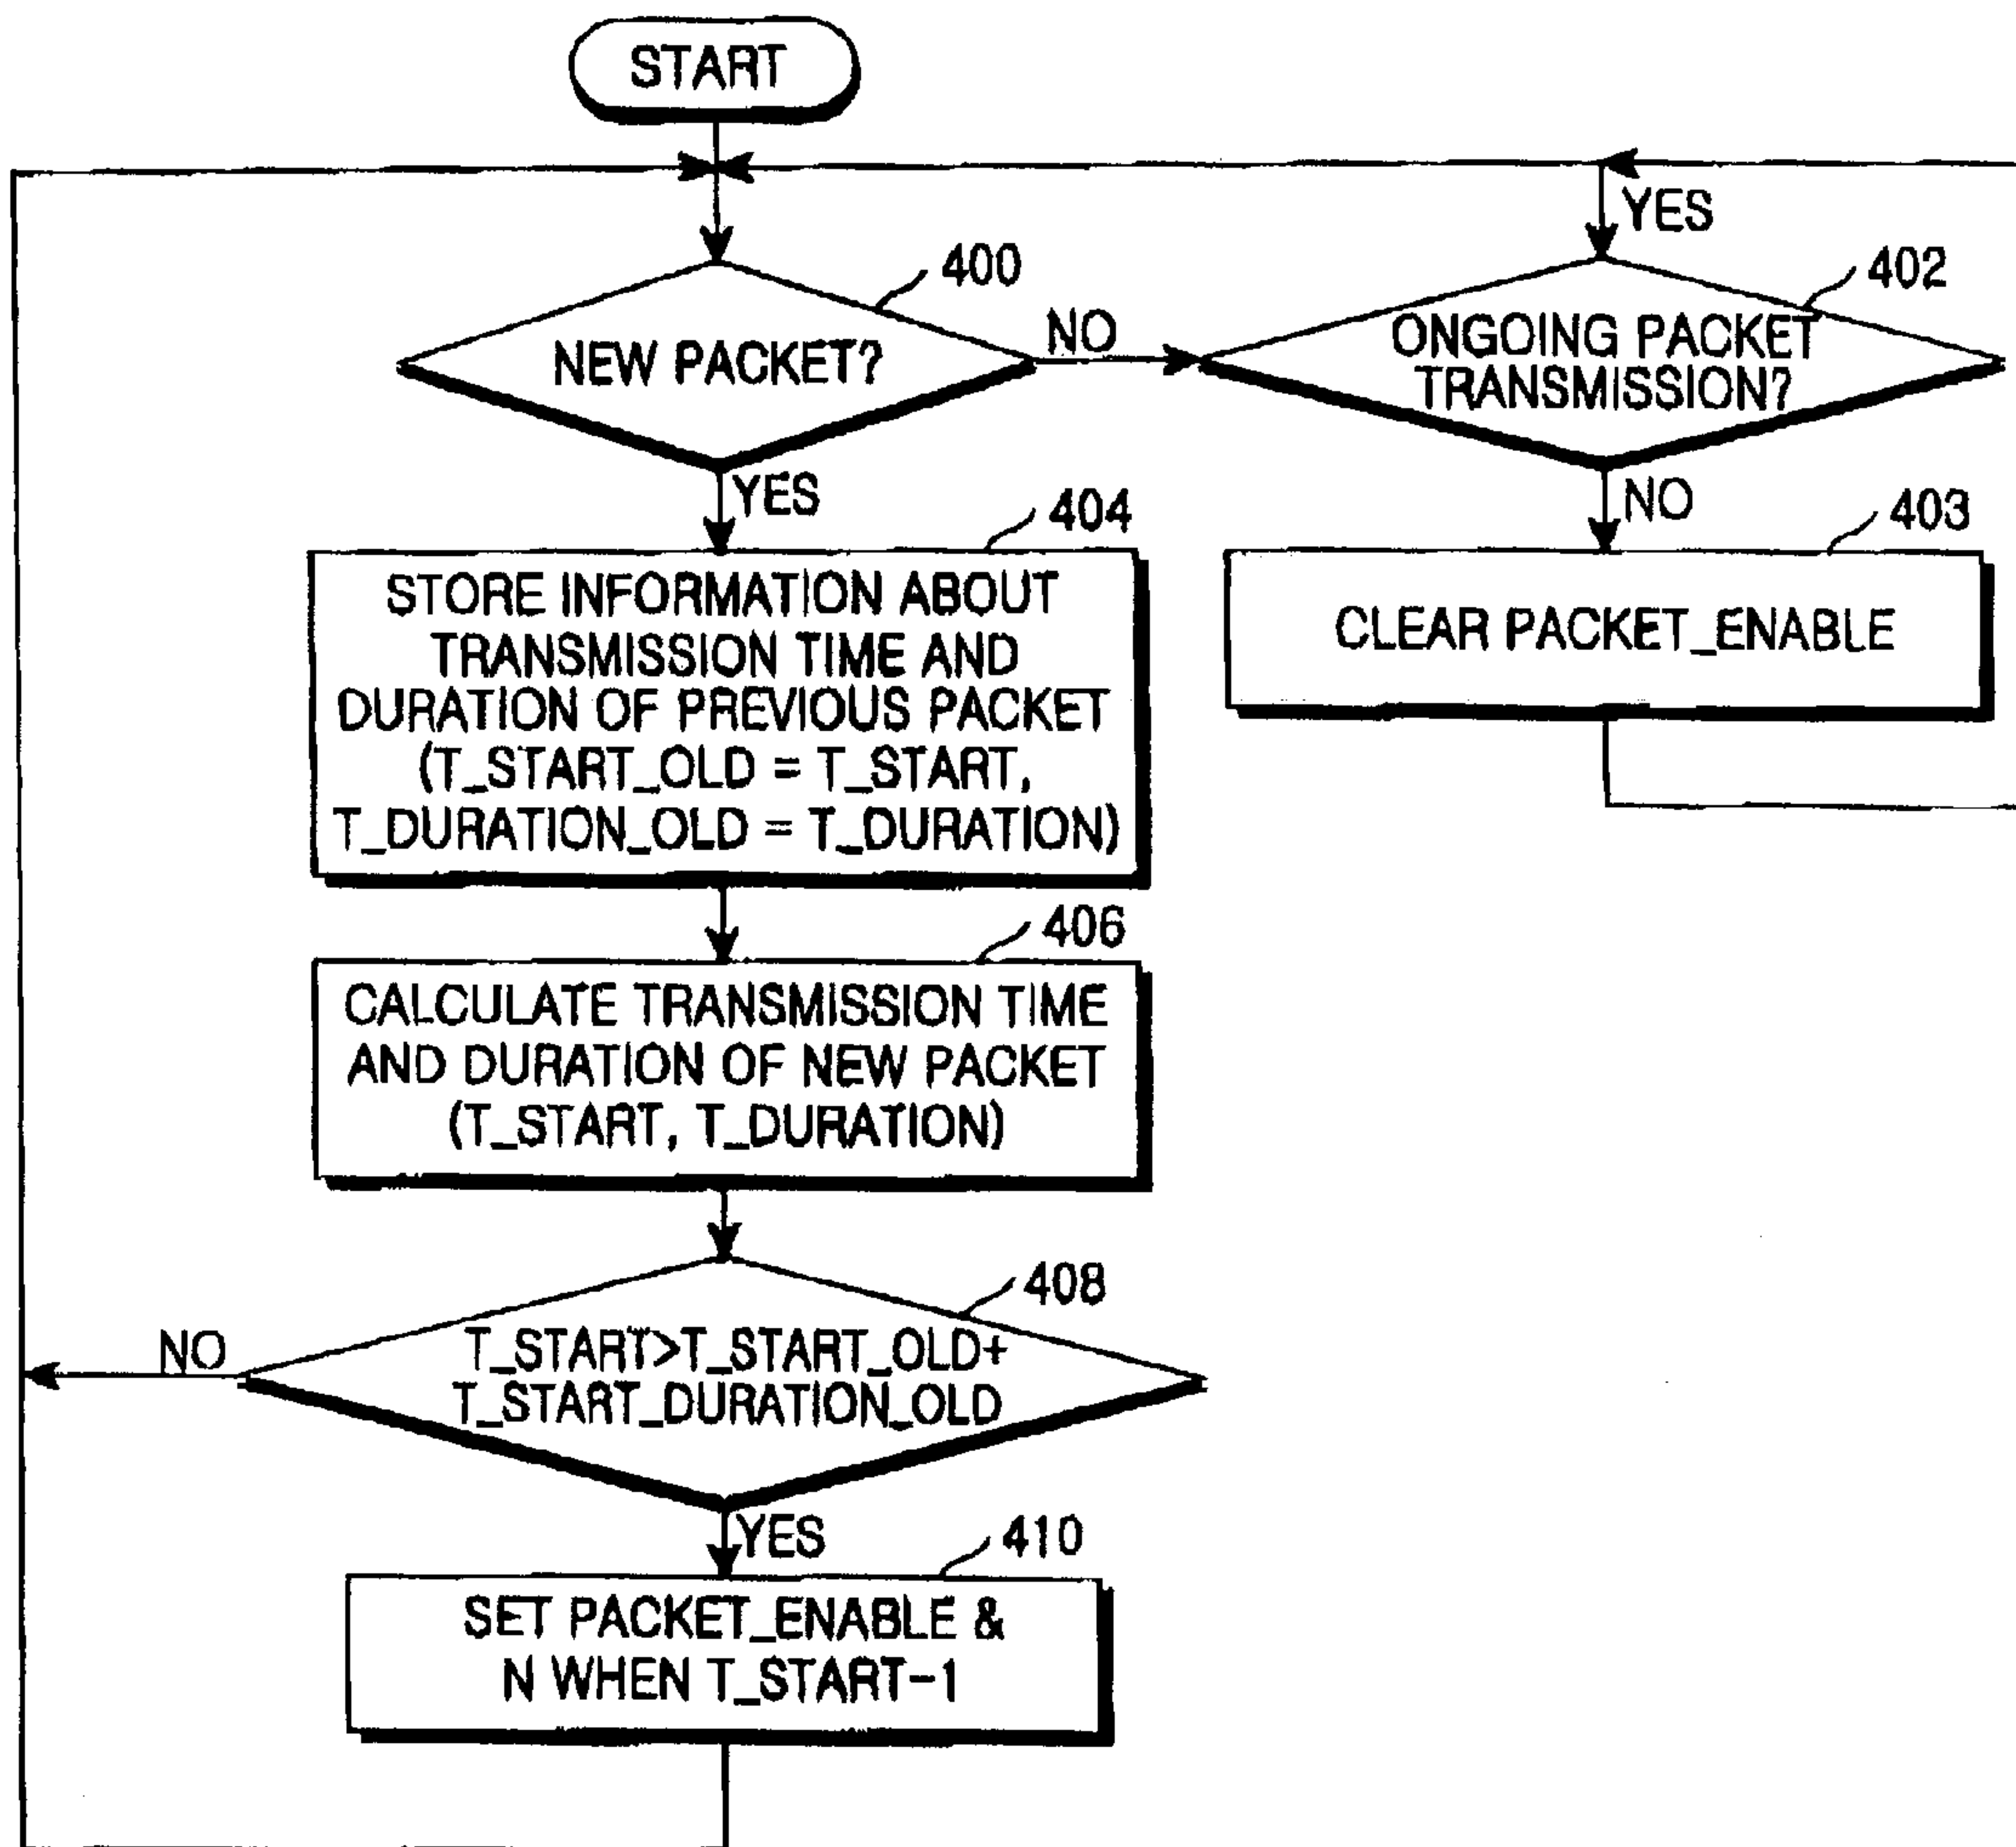 START
YES
400
402
NEW PACKET?
NO
ONGOING PACKET
TRANSMISSION?
YES
NO
404
403
STORE INFORMATION ABOUT
TRANSMISSION TIME AND
DURATION OF PREVIOUS PACKET
(T_START_OLD = T_START,
T_DURATION_OLD = T_DURATION)
CLEAR PACKET_ENABLE
406
CALCULATE TRANSMISSION TIME
AND DURATION OF NEW PACKET
(T_START, T_DURATION)
408
NO
T_START>T_START_OLD+
T_START_DURATION_OLD
YES
410
SET PACKET_ENABLE &
N WHEN T_START-1